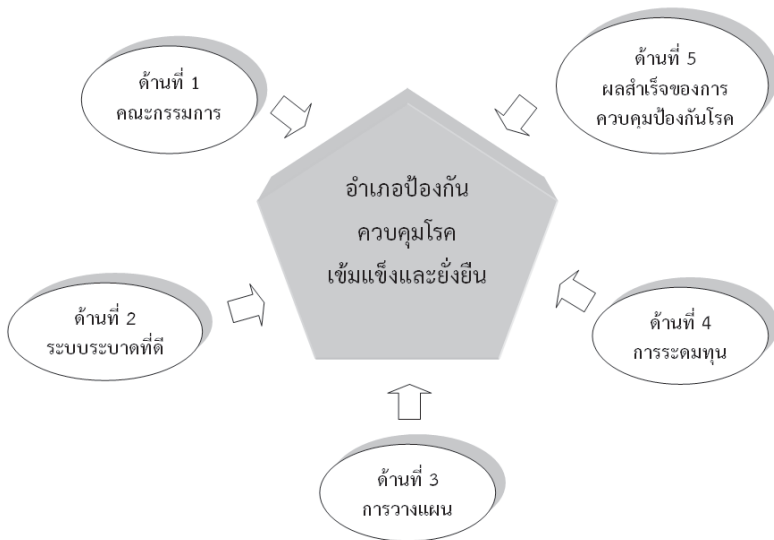 ด้านที่ 1
คณะกรรมการ
ด้านที่ 5
ผลสำเร็จของการ
ควบคุมป้องกันโรค
อำเภอป้องกัน
ควบคุมโรค
เข้มแข็งและยั่งยืน
ด้านที่ 2
ระบบระบาดที่ดี
ด้านที่ 4
การระดมทุน
ด้านที่ 3
การวางแผน